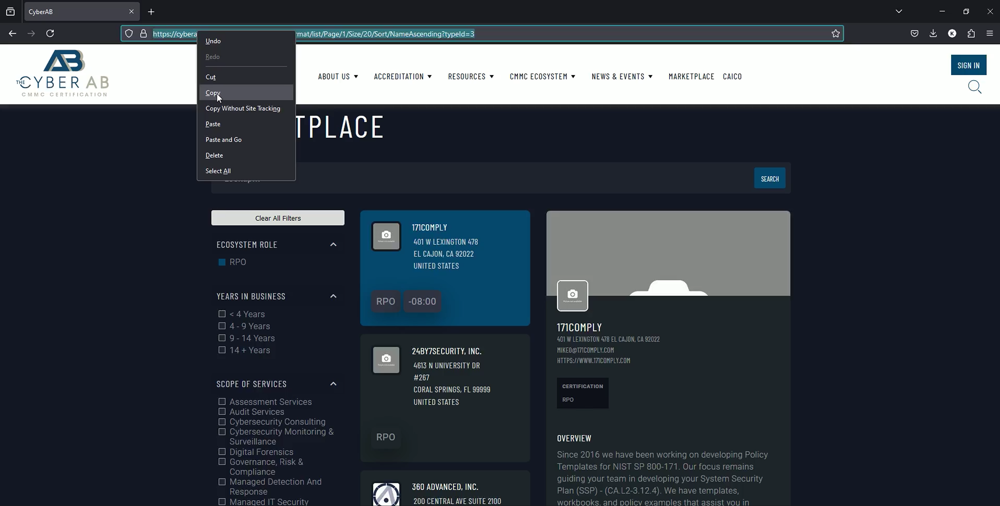 CyberAB
https://cybera
mat/list/Page/1/Size/20/Sort/NameAscending?typeId=3
K
Undo
Redo
Cut
Copy
Copy Without Site Tracking
Paste
Paste and Go
Delete
Select All
AB
THE CYBER AB
CMMC CERTIFICATION
ABOUT US
ACCREDITATION
RESOURCES
CMMC ECOSYSTEM
NEWS & EVENTS
MARKETPLACE
CAICO
SIGN IN
TPLACE
SEARCH
Clear All Filters
ECOSYSTEM ROLE
RPO
YEARS IN BUSINESS
< 4 Years
4 - 9 Years
9 - 14 Years
14 + Years
SCOPE OF SERVICES
Assessment Services
Audit Services
Cybersecurity Consulting
Cybersecurity Monitoring &
Surveillance
Digital Forensics
Governance, Risk &
Compliance
Managed Detection And
Response
Managed IT Security
171COMPLY
401 W LEXINGTON 478
EL CAJON, CA 92022
UNITED STATES
RPO
-08:00
24BY7SECURITY, INC.
4613 N UNIVERSITY DR
#267
CORAL SPRINGS, FL 99999
UNITED STATES
RPO
360 ADVANCED, INC.
200 CENTRAL AVE SUITE 2100
171COMPLY
401 W LEXINGTON 478 EL CAJON, CA 92022
MIKEO@171COMPLY.COM
HTTPS://WWW.171COMPLY.COM
CERTIFICATION
RPO
OVERVIEW
Since 2016 we have been working on developing Policy
Templates for NIST SP 800-171. Our focus remains
guiding your team in developing your System Security
Plan (SSP) - (CA.L2-3.12.4). We have templates,
workbooks, and policy examples that assist you in